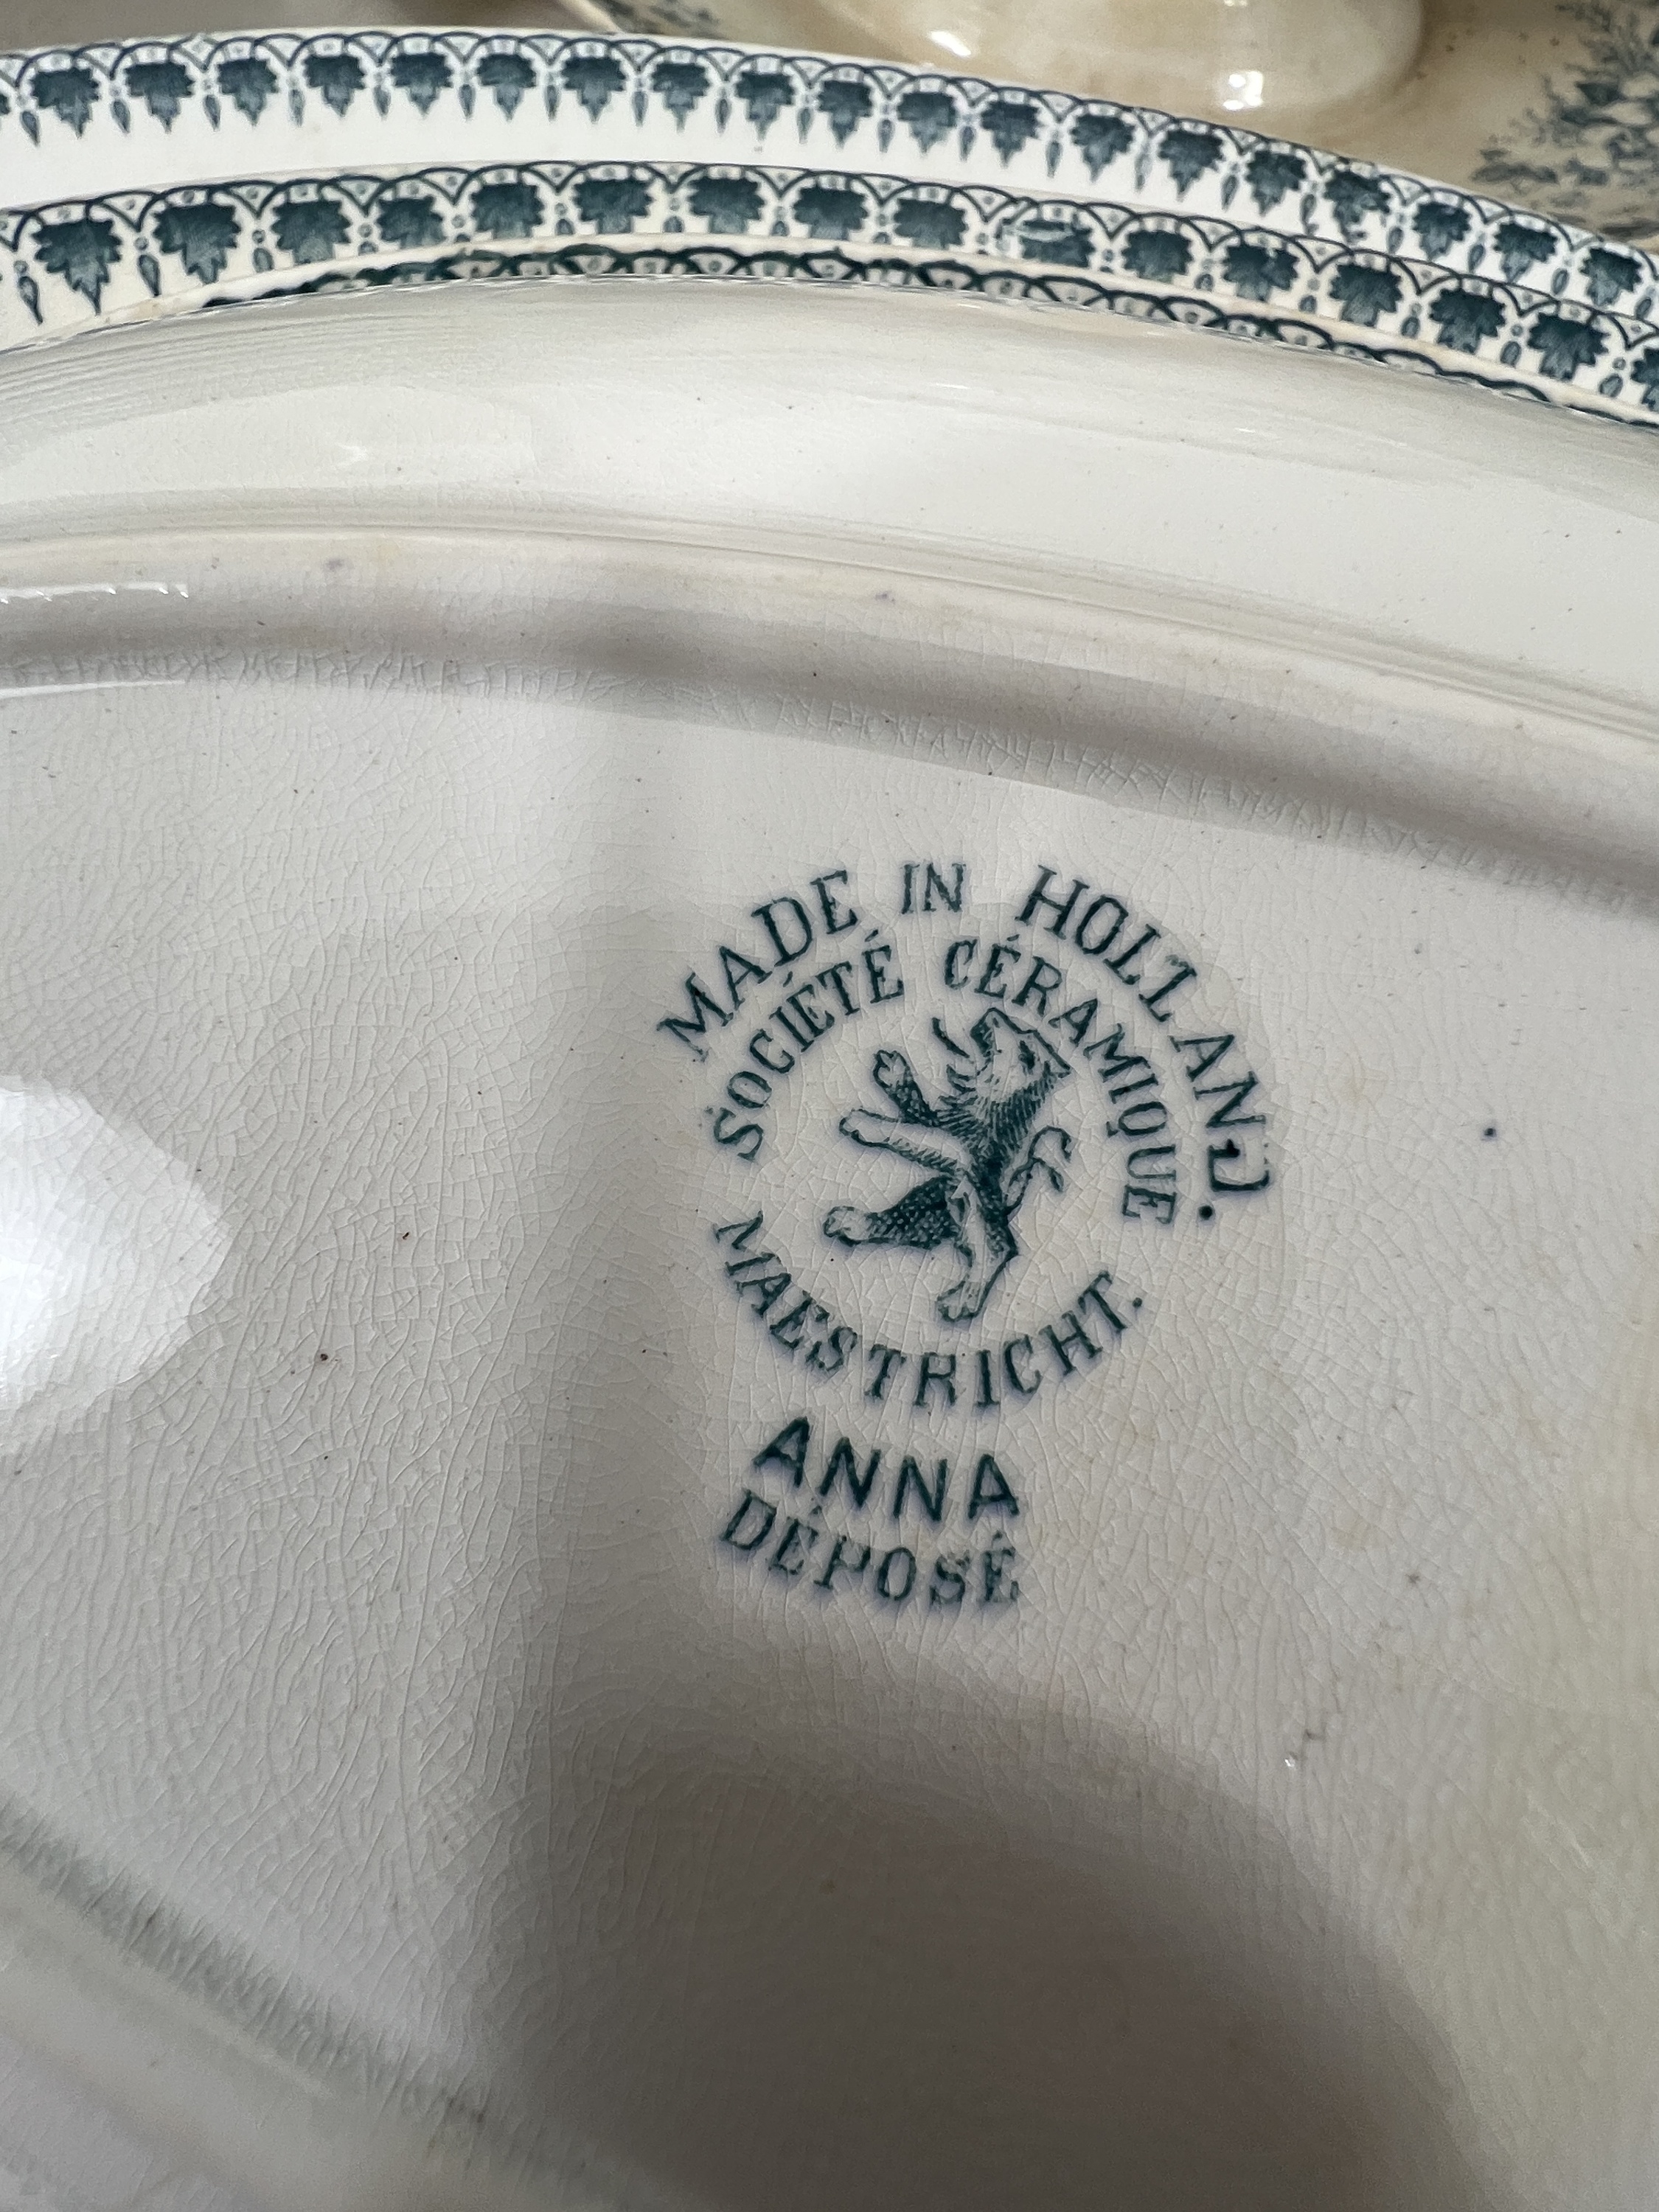 MADE IN HOLLAND.
SOCIÉTÉ CÉRAMIQUE
MAESTRICHT.
ANNA
DÉPOSÉ